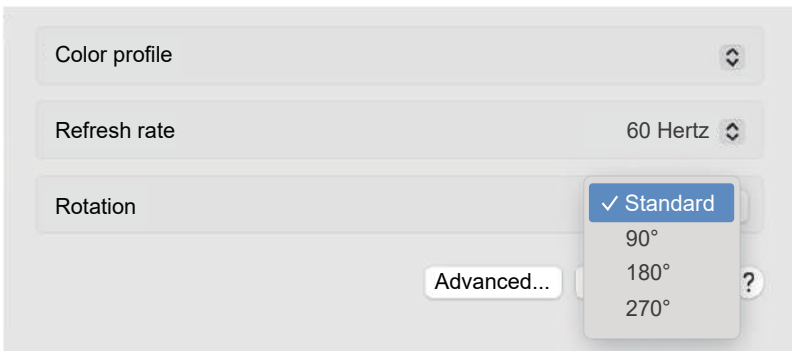 Color profile
Refresh rate 60 Hertz
Rotation
✓ Standard
90°
180°
270°
Advanced...
?